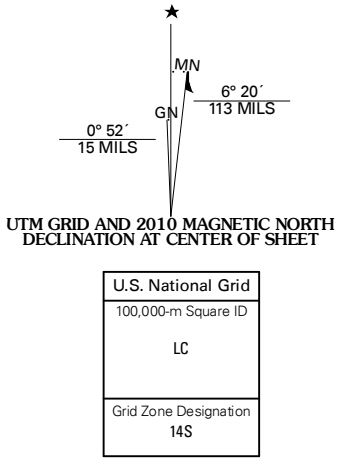 ★
MN
6° 20´
113 MILS
GN
0° 52´
15 MILS
UTM GRID AND 2010 MAGNETIC NORTH
DECLINATION AT CENTER OF SHEET
U.S. National Grid
100,000-m Square ID
LC
Grid Zone Designation
14S